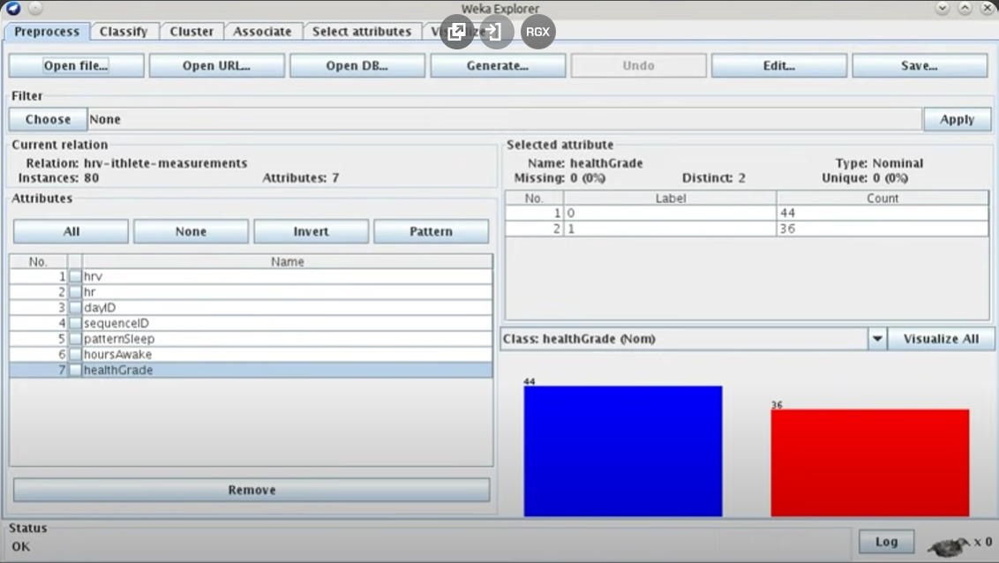 Weka Explorer
Preprocess Classify Cluster Associate Select attributes
RGX
Open file... Open URL... Open DB... Generate... Undo Edit... Save...
Filter
Choose None Apply
Current relation
Relation: hrv-ithlete-measurements
Instances: 80 Attributes: 7
Attributes
All None Invert Pattern
No. Name
1 hrv
2 hr
3 dayID
4 sequenceID
5 patternSleep
6 hoursAwake
7 healthGrade
Remove
Selected attribute
Name: healthGrade Type: Nominal
Missing: 0 (0%) Distinct: 2 Unique: 0 (0%)
No. Label Count
1 0 44
2 1 36
Class: healthGrade (Nom) Visualize All
44
36
Status
OK
Log x 0